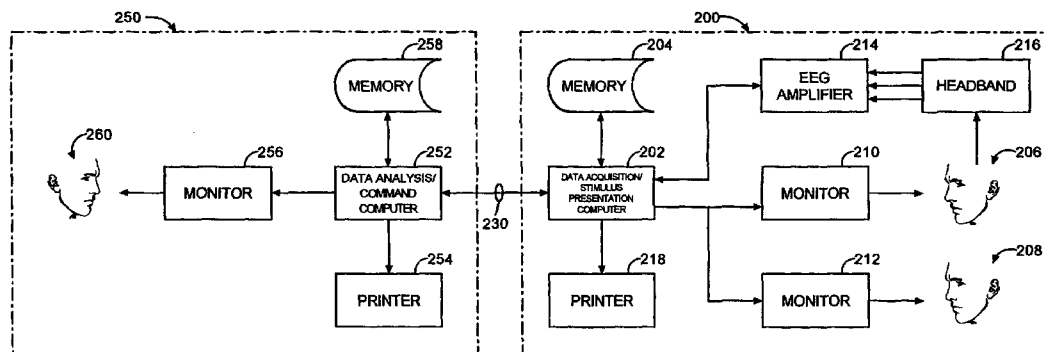 250
200
258
MEMORY
204
MEMORY
214
EEG
AMPLIFIER
216
HEADBAND
260
256
MONITOR
252
DATA ANALYSIS/
COMMAND
COMPUTER
230
202
DATA ACQUISITION/
STIMULUS
PRESENTATION
COMPUTER
210
MONITOR
206
254
PRINTER
218
PRINTER
212
MONITOR
208